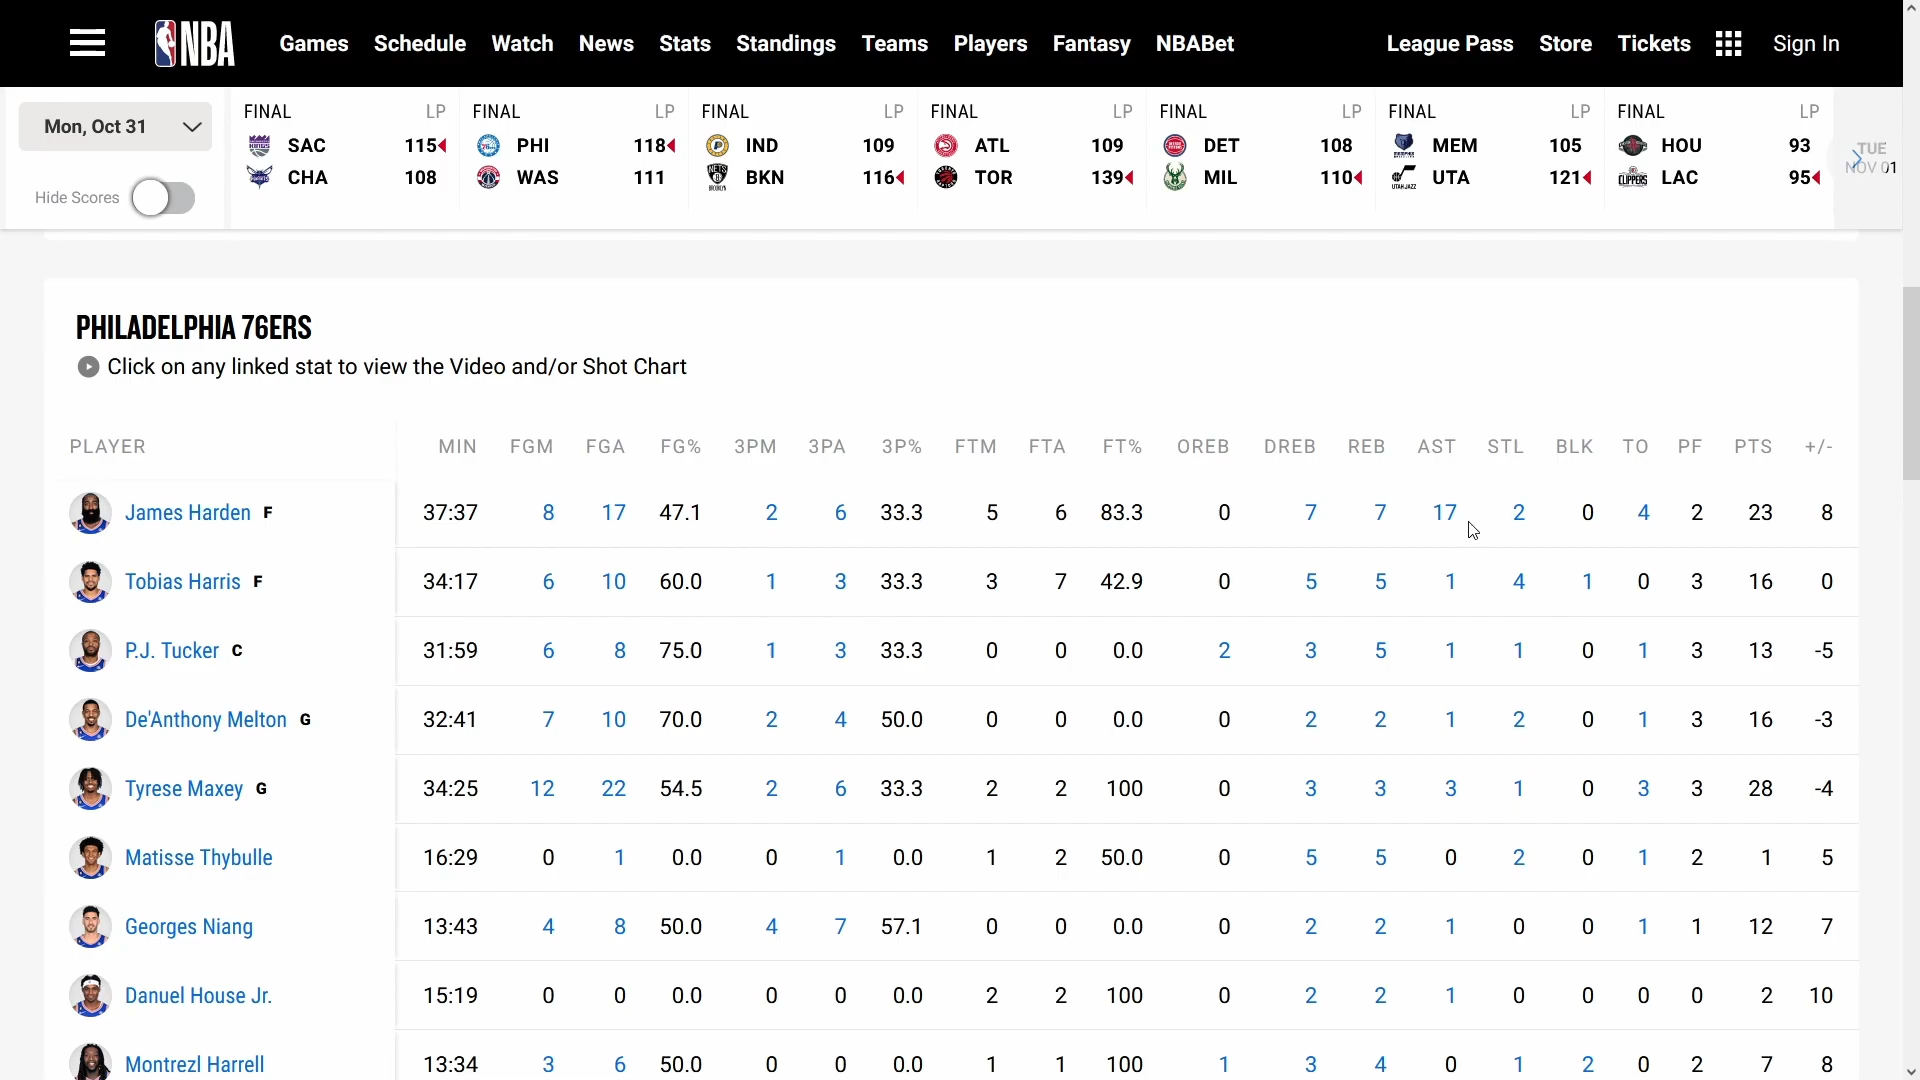 NBA Games Schedule Watch News Stats Standings Teams Players Fantasy NBABet League Pass Store Tickets Sign In
Mon, Oct 31
Hide Scores
FINAL LP
SAC 115
CHA 108
FINAL LP
PHI 118
WAS 111
FINAL LP
IND 109
BKN 116
FINAL LP
ATL 109
TOR 139
FINAL LP
DET 108
MIL 110
FINAL LP
MEM 105
UTA 121
FINAL LP
HOU 93
LAC 95
TUE
NOV 01
PHILADELPHIA 76ERS
Click on any linked stat to view the Video and/or Shot Chart
PLAYER MIN FGM FGA FG% 3PM 3PA 3P% FTM FTA FT% OREB DREB REB AST STL BLK TO PF PTS +/-
James Harden F 37:37 8 17 47.1 2 6 33.3 5 6 83.3 0 7 7 17 2 0 4 2 23 8
Tobias Harris F 34:17 6 10 60.0 1 3 33.3 3 7 42.9 0 5 5 1 4 1 0 3 16 0
P.J. Tucker C 31:59 6 8 75.0 1 3 33.3 0 0 0.0 2 3 5 1 1 0 1 3 13 -5
De'Anthony Melton G 32:41 7 10 70.0 2 4 50.0 0 0 0.0 0 2 2 1 2 0 1 3 16 -3
Tyrese Maxey G 34:25 12 22 54.5 2 6 33.3 2 2 100 0 3 3 3 1 0 3 3 28 -4
Matisse Thybulle 16:29 0 1 0.0 0 1 0.0 1 2 50.0 0 5 5 0 2 0 1 2 1 5
Georges Niang 13:43 4 8 50.0 4 7 57.1 0 0 0.0 0 2 2 1 0 0 1 1 12 7
Danuel House Jr. 15:19 0 0 0.0 0 0 0.0 2 2 100 0 2 2 1 0 0 0 0 2 10
Montrezl Harrell 13:34 3 6 50.0 0 0 0.0 1 1 100 1 3 4 0 1 2 0 2 7 8